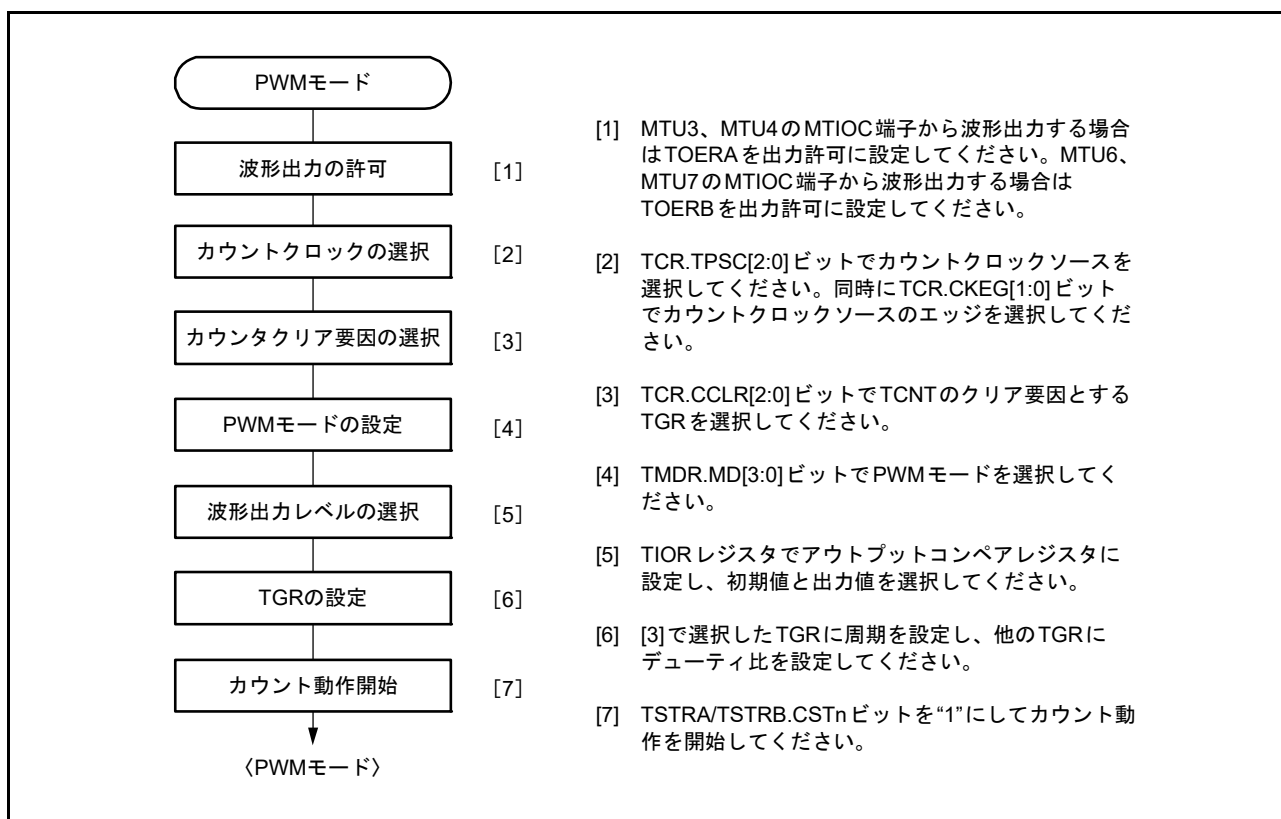 PWMモード
波形出力の許可 [1]
カウントクロックの選択 [2]
カウンタクリア要因の選択 [3]
PWMモードの設定 [4]
波形出力レベルの選択 [5]
TGRの設定 [6]
カウント動作開始 [7]
〈PWMモード〉
[1] MTU3、MTU4のMTIOC端子から波形出力する場合
はTOERAを出力許可に設定してください。MTU6、
MTU7のMTIOC端子から波形出力する場合は
TOERBを出力許可に設定してください。
[2] TCR.TPSC[2:0]ビットでカウントクロックソースを
選択してください。同時にTCR.CKEG[1:0]ビット
でカウントクロックソースのエッジを選択してくだ
さい。
[3] TCR.CCLR[2:0]ビットでTCNTのクリア要因とする
TGRを選択してください。
[4] TMDR.MD[3:0]ビットでPWMモードを選択してく
ださい。
[5] TIORレジスタでアウトプットコンペアレジスタに
設定し、初期値と出力値を選択してください。
[6] [3]で選択したTGRに周期を設定し、他のTGRに
デューティ比を設定してください。
[7] TSTRA/TSTRB.CSTnビットを“1”にしてカウント動
作を開始してください。